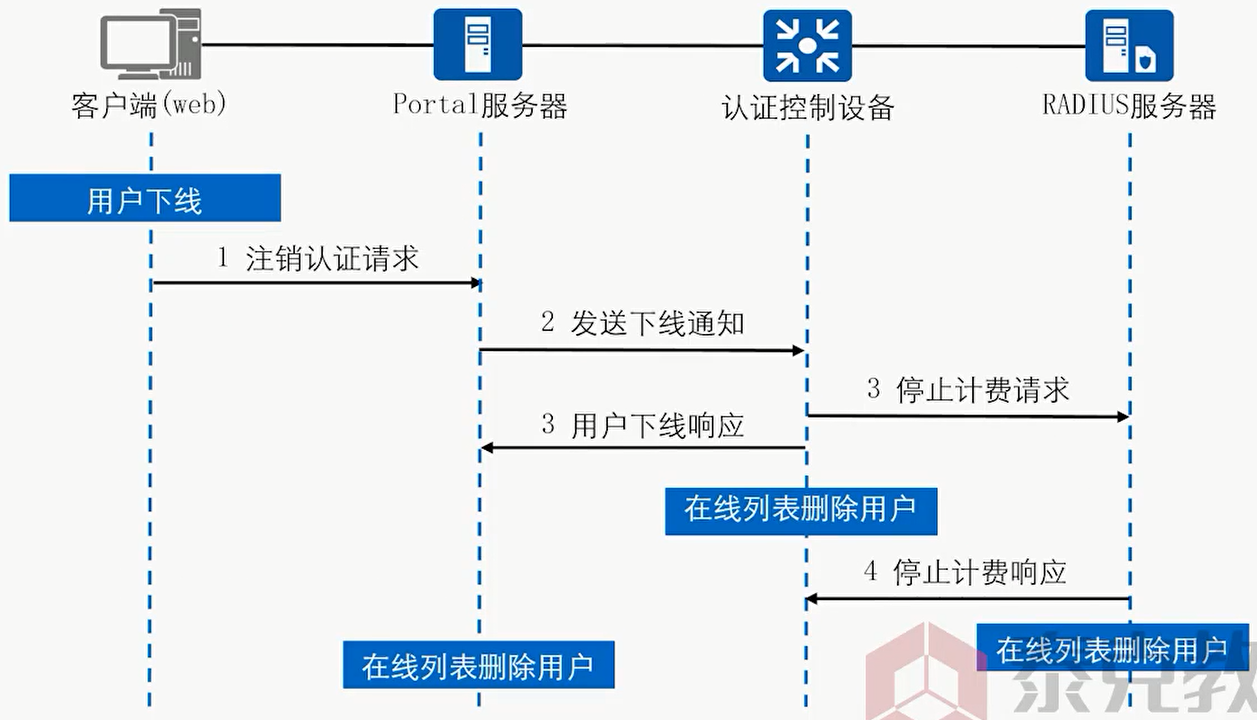 客户端(web)
Portal服务器
认证控制设备
RADIUS服务器
用户下线
1 注销认证请求
2 发送下线通知
3 停止计费请求
3 用户下线响应
在线列表删除用户
4 停止计费响应
在线列表删除用户
在线列表删除用户
泰克教